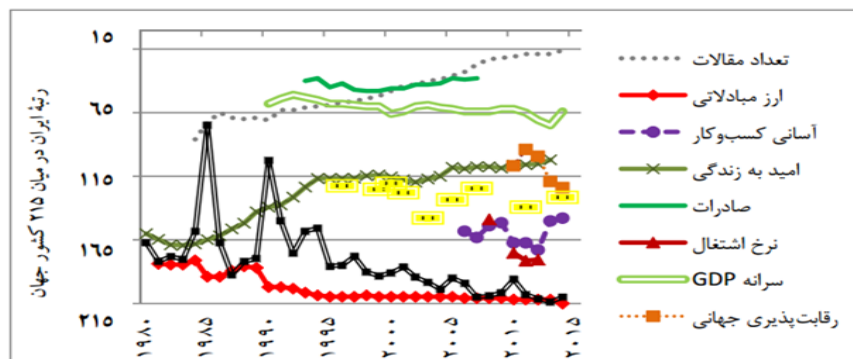 رتبهٔ ایران در میان ۲۱۵ کشور جهان
۱۵
۶۵
۱۱۵
۱۶۵
۲۱۵
۱۹۸۰
۱۹۸۵
۱۹۹۰
۱۹۹۵
۲۰۰۰
۲۰۰۵
۲۰۱۰
۲۰۱۵
تعداد مقالات
ارز مبادلاتی
آسانی کسب‌وکار
امید به زندگی
صادرات
نرخ اشتغال
GDP سرانه
رقابت‌پذیری جهانی